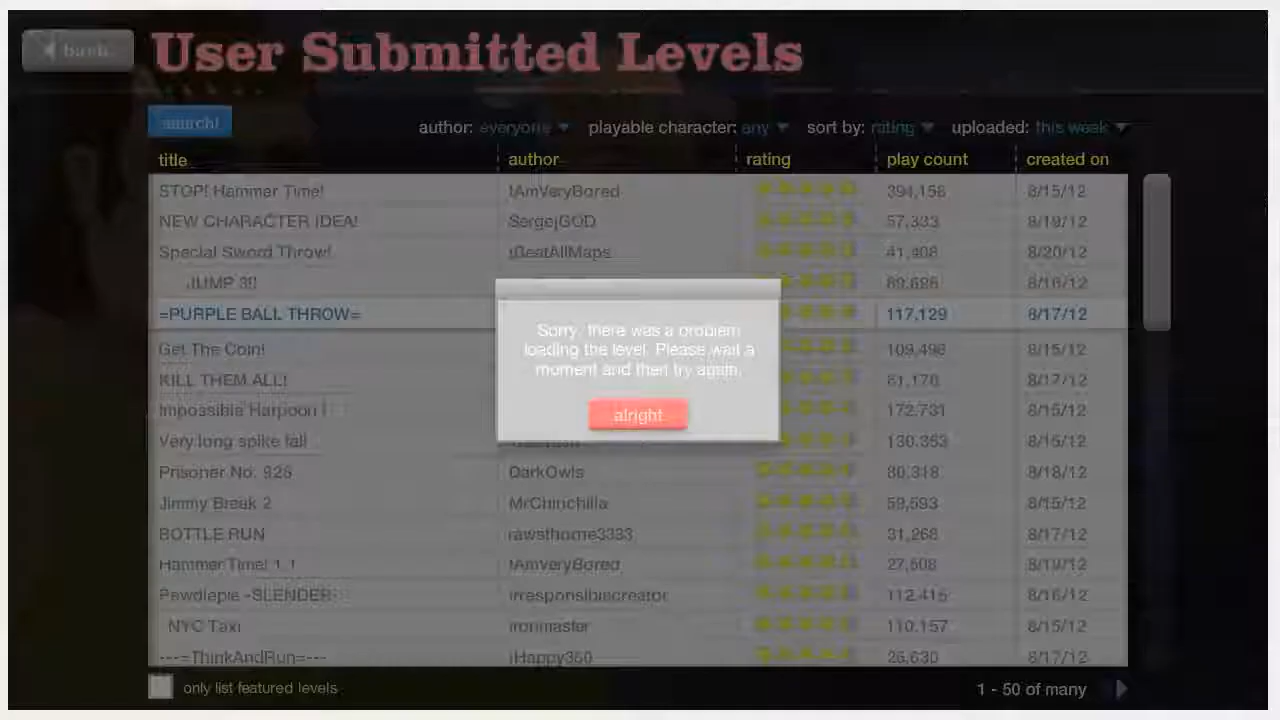 back
User Submitted Levels
search!
author: everyone playable character: any sort by: rating uploaded: this week
title author rating play count created on
STOP! Hammer Time! IAmVeryBored 394,158 8/15/12
NEW CHARACTER IDEA! SergejGOD 57,333 8/19/12
Special Sword Throw! iBeatAllMaps 41,408 8/20/12
JUMP 8/16/12
=PURPLE BALL THROW= 117,129 8/17/12
Get The Coin! 109,498 8/15/12
KILL THEM ALL! 8/17/12
Impossible Harpoon 172,731 8/15/12
Very long spike fall 130,353 8/15/12
Prisoner No. DarkOwls 80,318 8/18/12
Jimmy Break 2 MrChinchilla 59,593 8/15/12
BOTTLE RUN rawsthorne3333 31,268 8/17/12
Hammer Time! 1.1 IAmVeryBored 27,508 8/19/12
Pewdiepie -SLENDER- irresponsiblecreator 112,415 8/16/12
NYC Taxi ironmaster 110,157 8/15/12
---=ThinkAndRun=--- iHappy360 26,630 8/17/12
Sorry, there was a problem
loading the level. Please wait a
moment and then try again.
alright
only list featured levels 1 - 50 of many